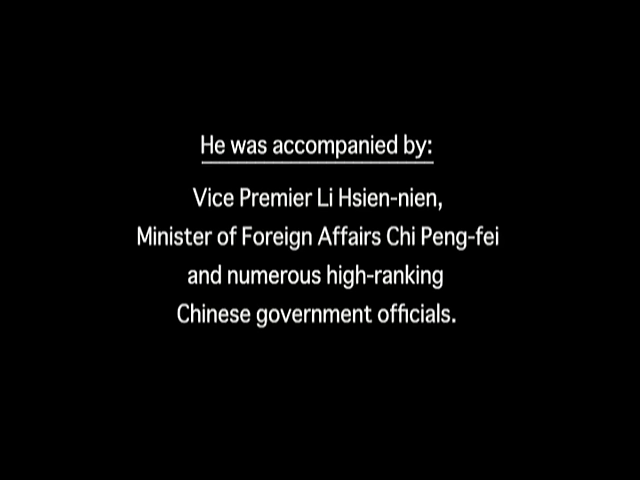 He was accompanied by:
Vice Premier Li Hsien-nien,
Minister of Foreign Affairs Chi Peng-fei
and numerous high-ranking
Chinese government officials.